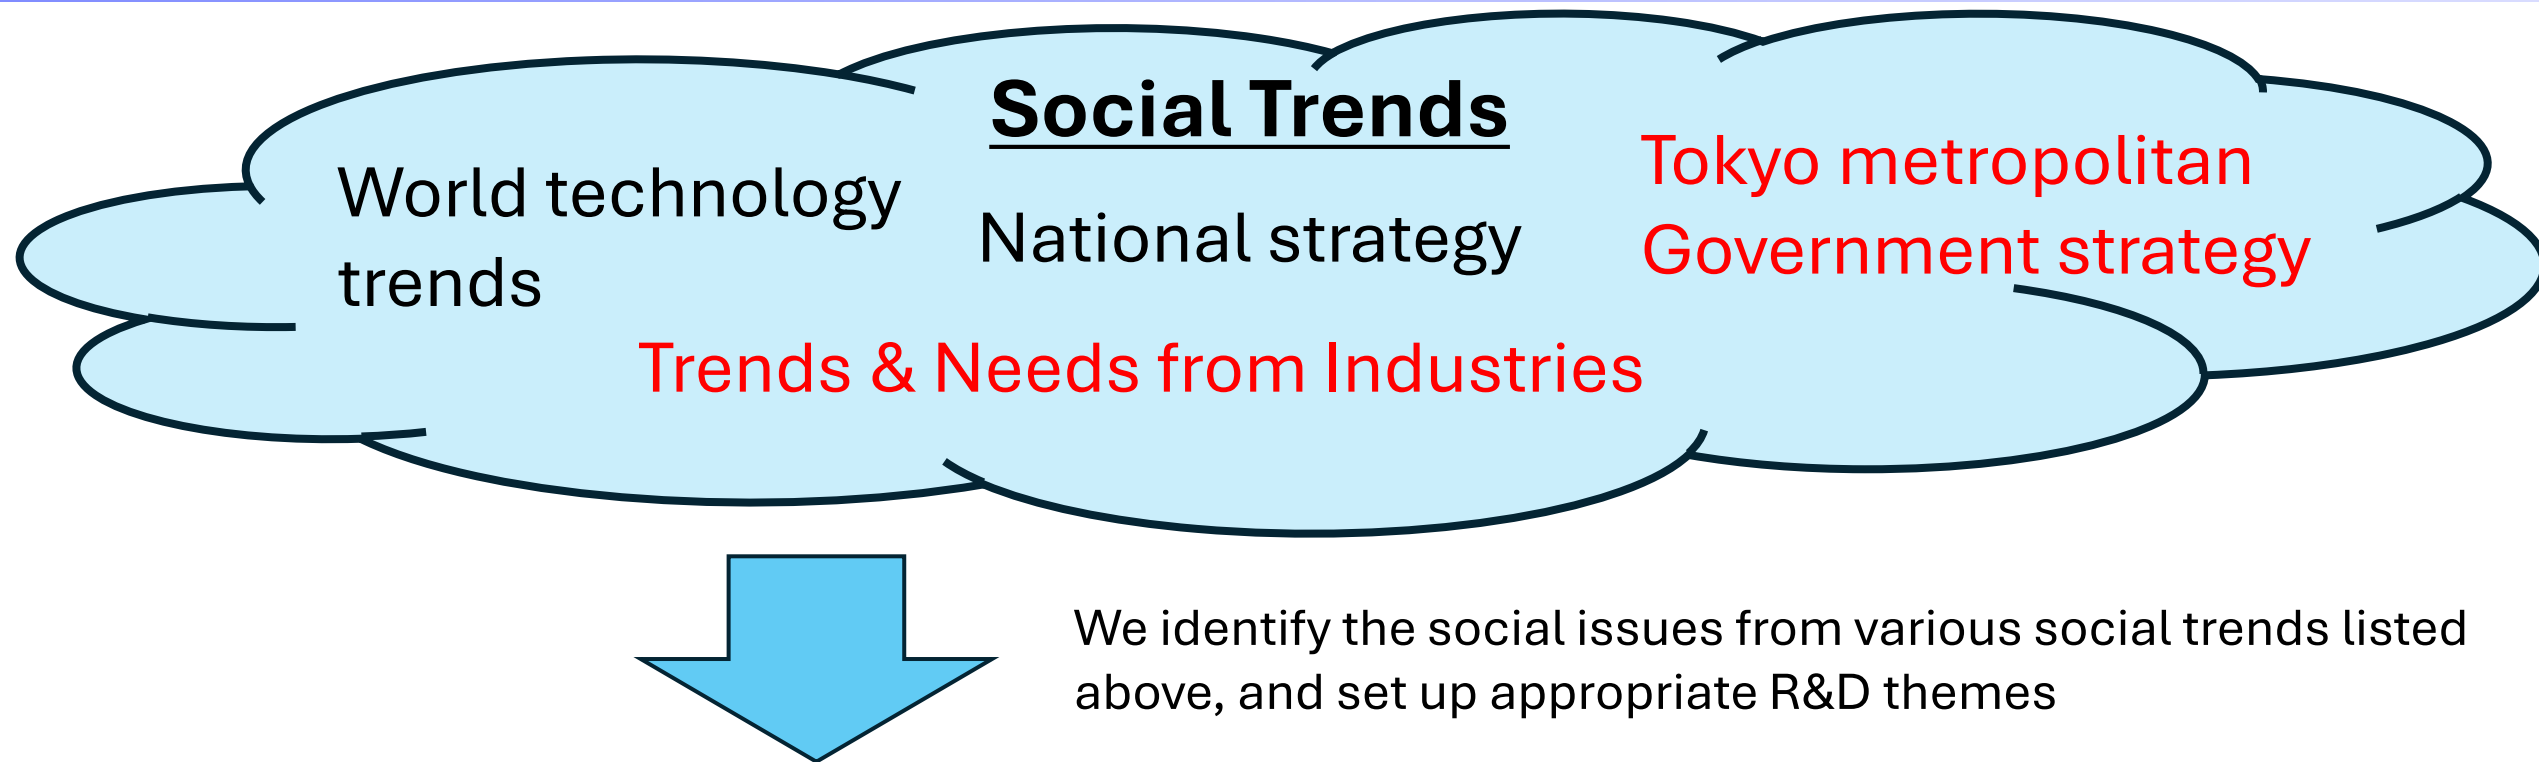 Social Trends
World technology
trends
National strategy
Tokyo metropolitan
Government strategy
Trends & Needs from Industries
We identify the social issues from various social trends listed
above, and set up appropriate R&D themes